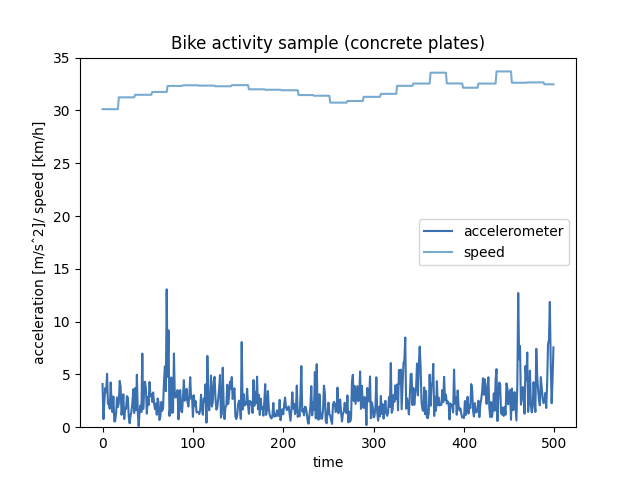 Bike activity sample (concrete plates)
35
30
25
20
15
10
5
0
acceleration [m/s^2]/ speed [km/h]
accelerometer
speed
0
100
200
300
400
500
time